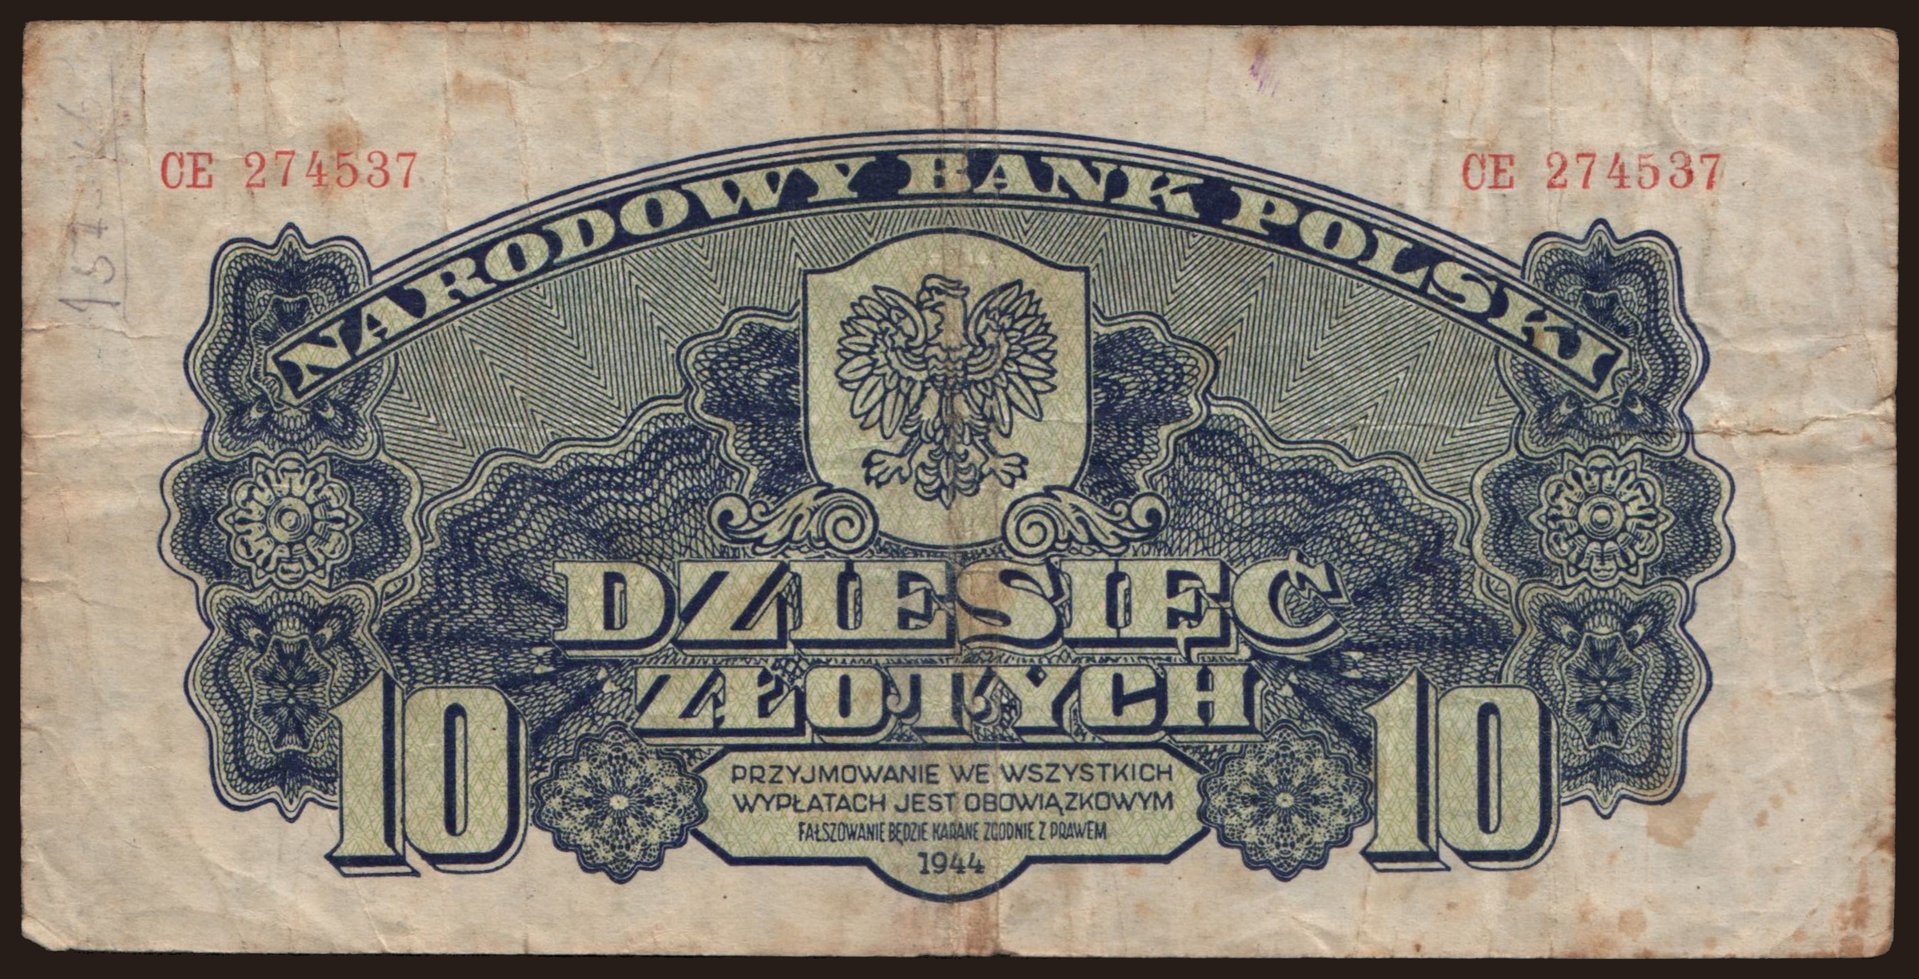 CE 274537
CE 274537
NARODOWY BANK POLSKI
DZIESIĘĆ
ZŁOTYCH
10
10
PRZYJMOWANIE WE WSZYSTKICH
WYPŁATACH JEST OBOWIĄZKOWYM
FAŁSZOWANIE BĘDZIE KARANE ZGODNIE Z PRAWEM
1944